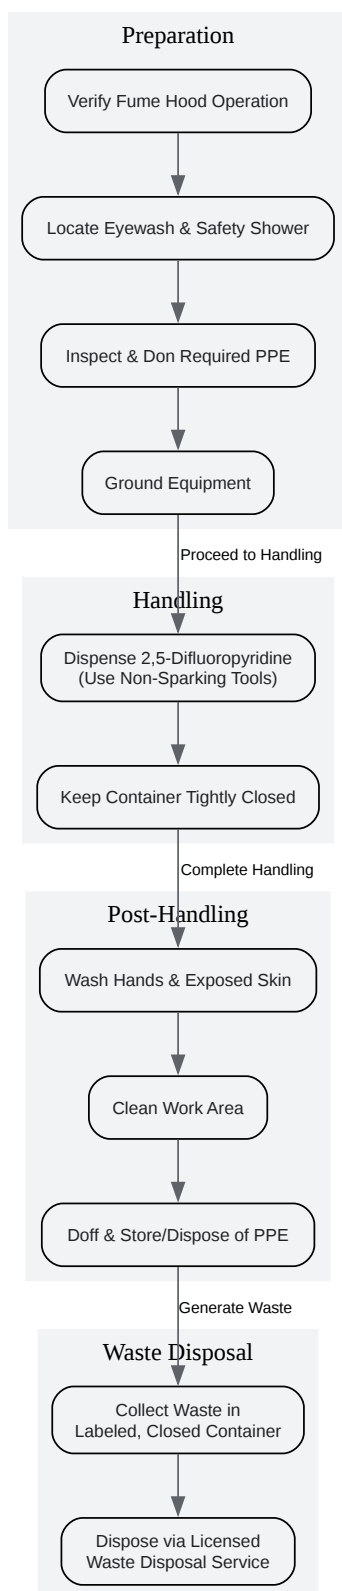 Preparation
Verify Fume Hood Operation
Locate Eyewash & Safety Shower
Inspect & Don Required PPE
Ground Equipment
Proceed to Handling
Handling
Dispense 2,5-Difluoropyridine
(Use Non-Sparking Tools)
Keep Container Tightly Closed
Complete Handling
Post-Handling
Wash Hands & Exposed Skin
Clean Work Area
Doff & Store/Dispose of PPE
Generate Waste
Waste Disposal
Collect Waste in
Labeled, Closed Container
Dispose via Licensed
Waste Disposal Service